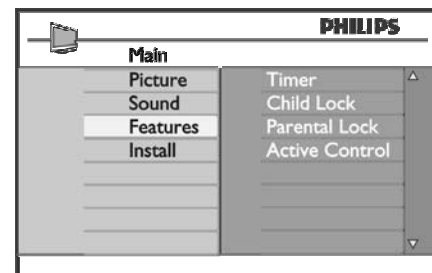 PHILIPS
Main
Picture
Sound
Features
Install
Timer
Child Lock
Parental Lock
Active Control